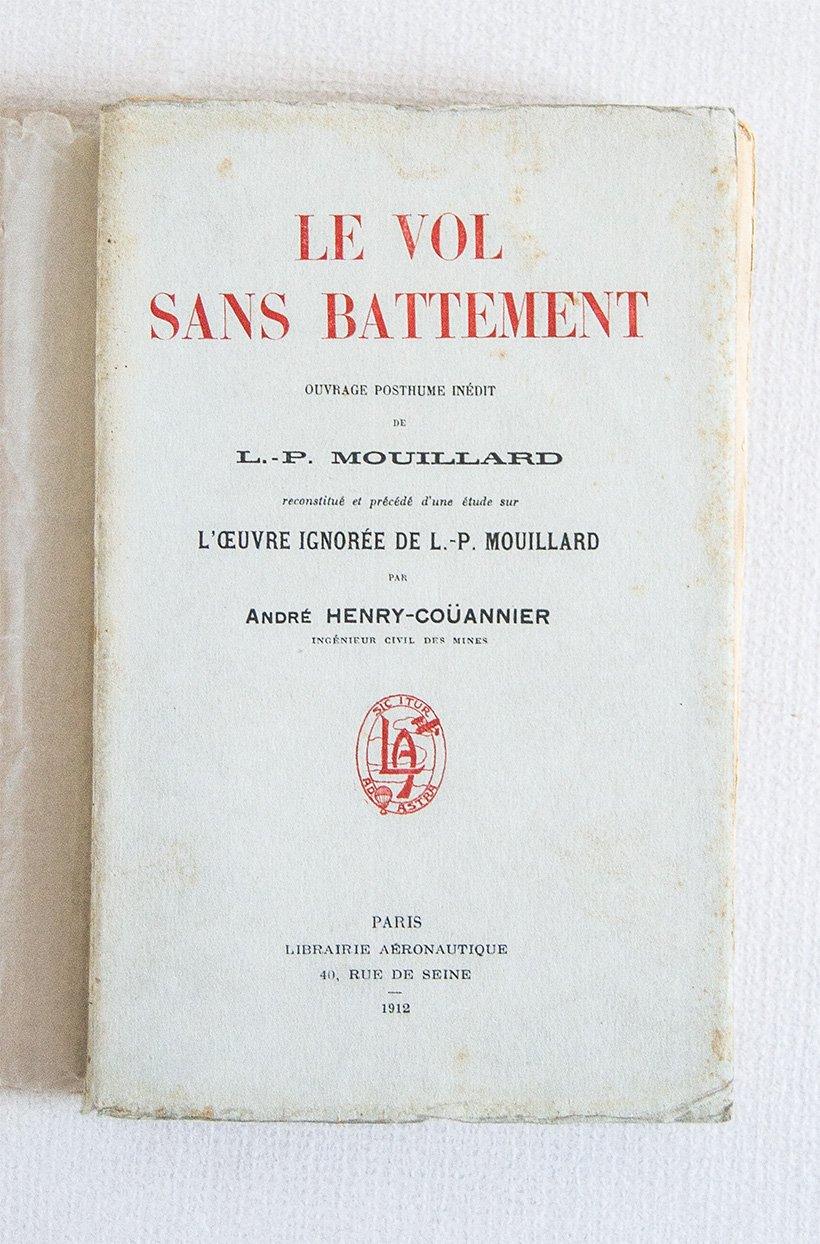 LE VOL
SANS BATTEMENT
OUVRAGE POSTHUME INÉDIT
DE
L.-P. MOUILLARD
reconstitué et précédé d'une étude sur
L'ŒUVRE IGNORÉE DE L.-P. MOUILLARD
PAR
ANDRÉ HENRY-COÜANNIER
INGÉNIEUR CIVIL DES MINES
SIC ITUR
LA
AD ASTRA
PARIS
LIBRAIRIE AÉRONAUTIQUE
40, RUE DE SEINE
1912